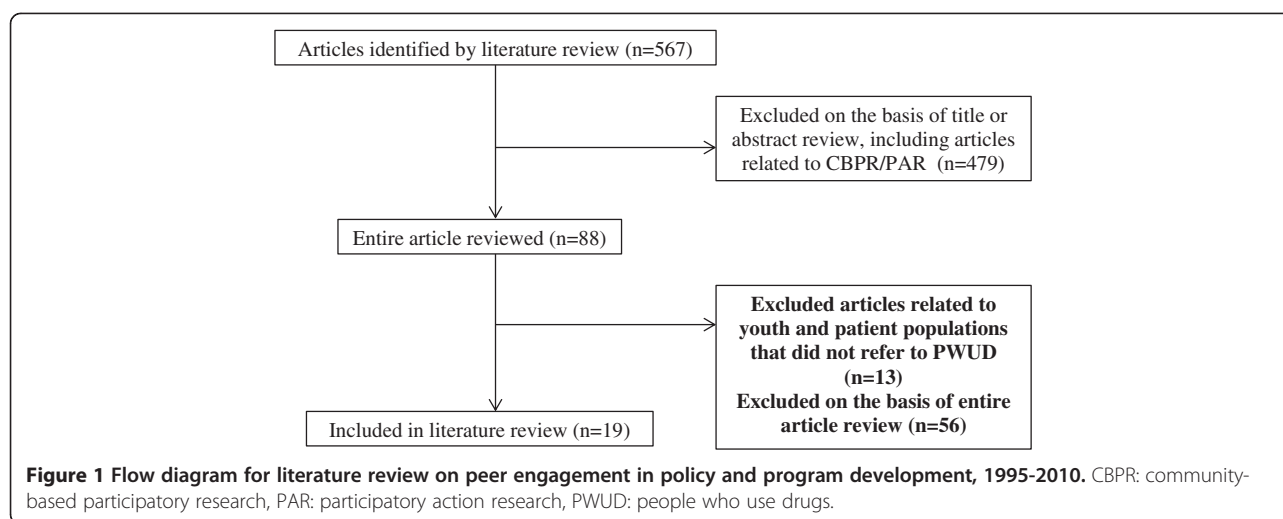 Articles identified by literature review (n=567)
Excluded on the basis of title or
abstract review, including articles
related to CBPR/PAR (n=479)
Entire article reviewed (n=88)
Excluded articles related to
youth and patient populations
that did not refer to PWUD
(n=13)
Excluded on the basis of entire
article review (n=56)
Included in literature review (n=19)
Figure 1 Flow diagram for literature review on peer engagement in policy and program development, 1995-2010. CBPR: community-
based participatory research, PAR: participatory action research, PWUD: people who use drugs.